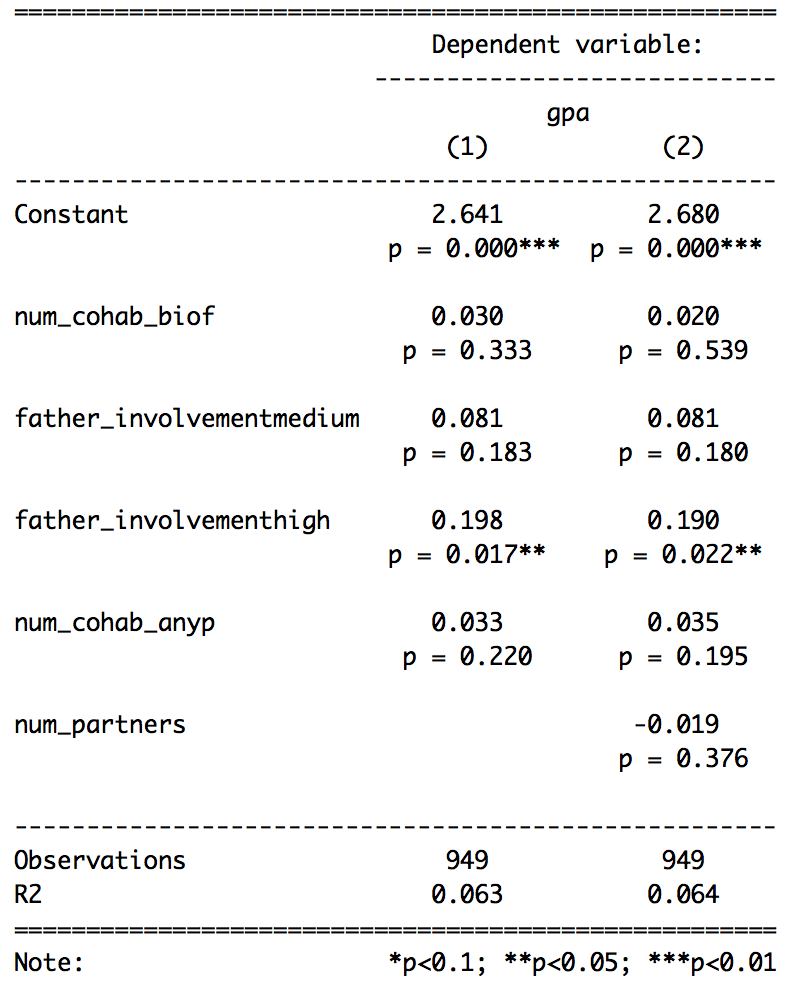 =====================================================
Dependent variable:
----------------------------
gpa
(1) (2)
-----------------------------------------------------
Constant 2.641 2.680
p = 0.000*** p = 0.000***
num_cohab_biof 0.030 0.020
p = 0.333 p = 0.539
father_involvementmedium 0.081 0.081
p = 0.183 p = 0.180
father_involvementhigh 0.198 0.190
p = 0.017** p = 0.022**
num_cohab_anyp 0.033 0.035
p = 0.220 p = 0.195
num_partners -0.019
p = 0.376
-----------------------------------------------------
Observations 949 949
R2 0.063 0.064
=====================================================
Note: *p<0.1; **p<0.05; ***p<0.01